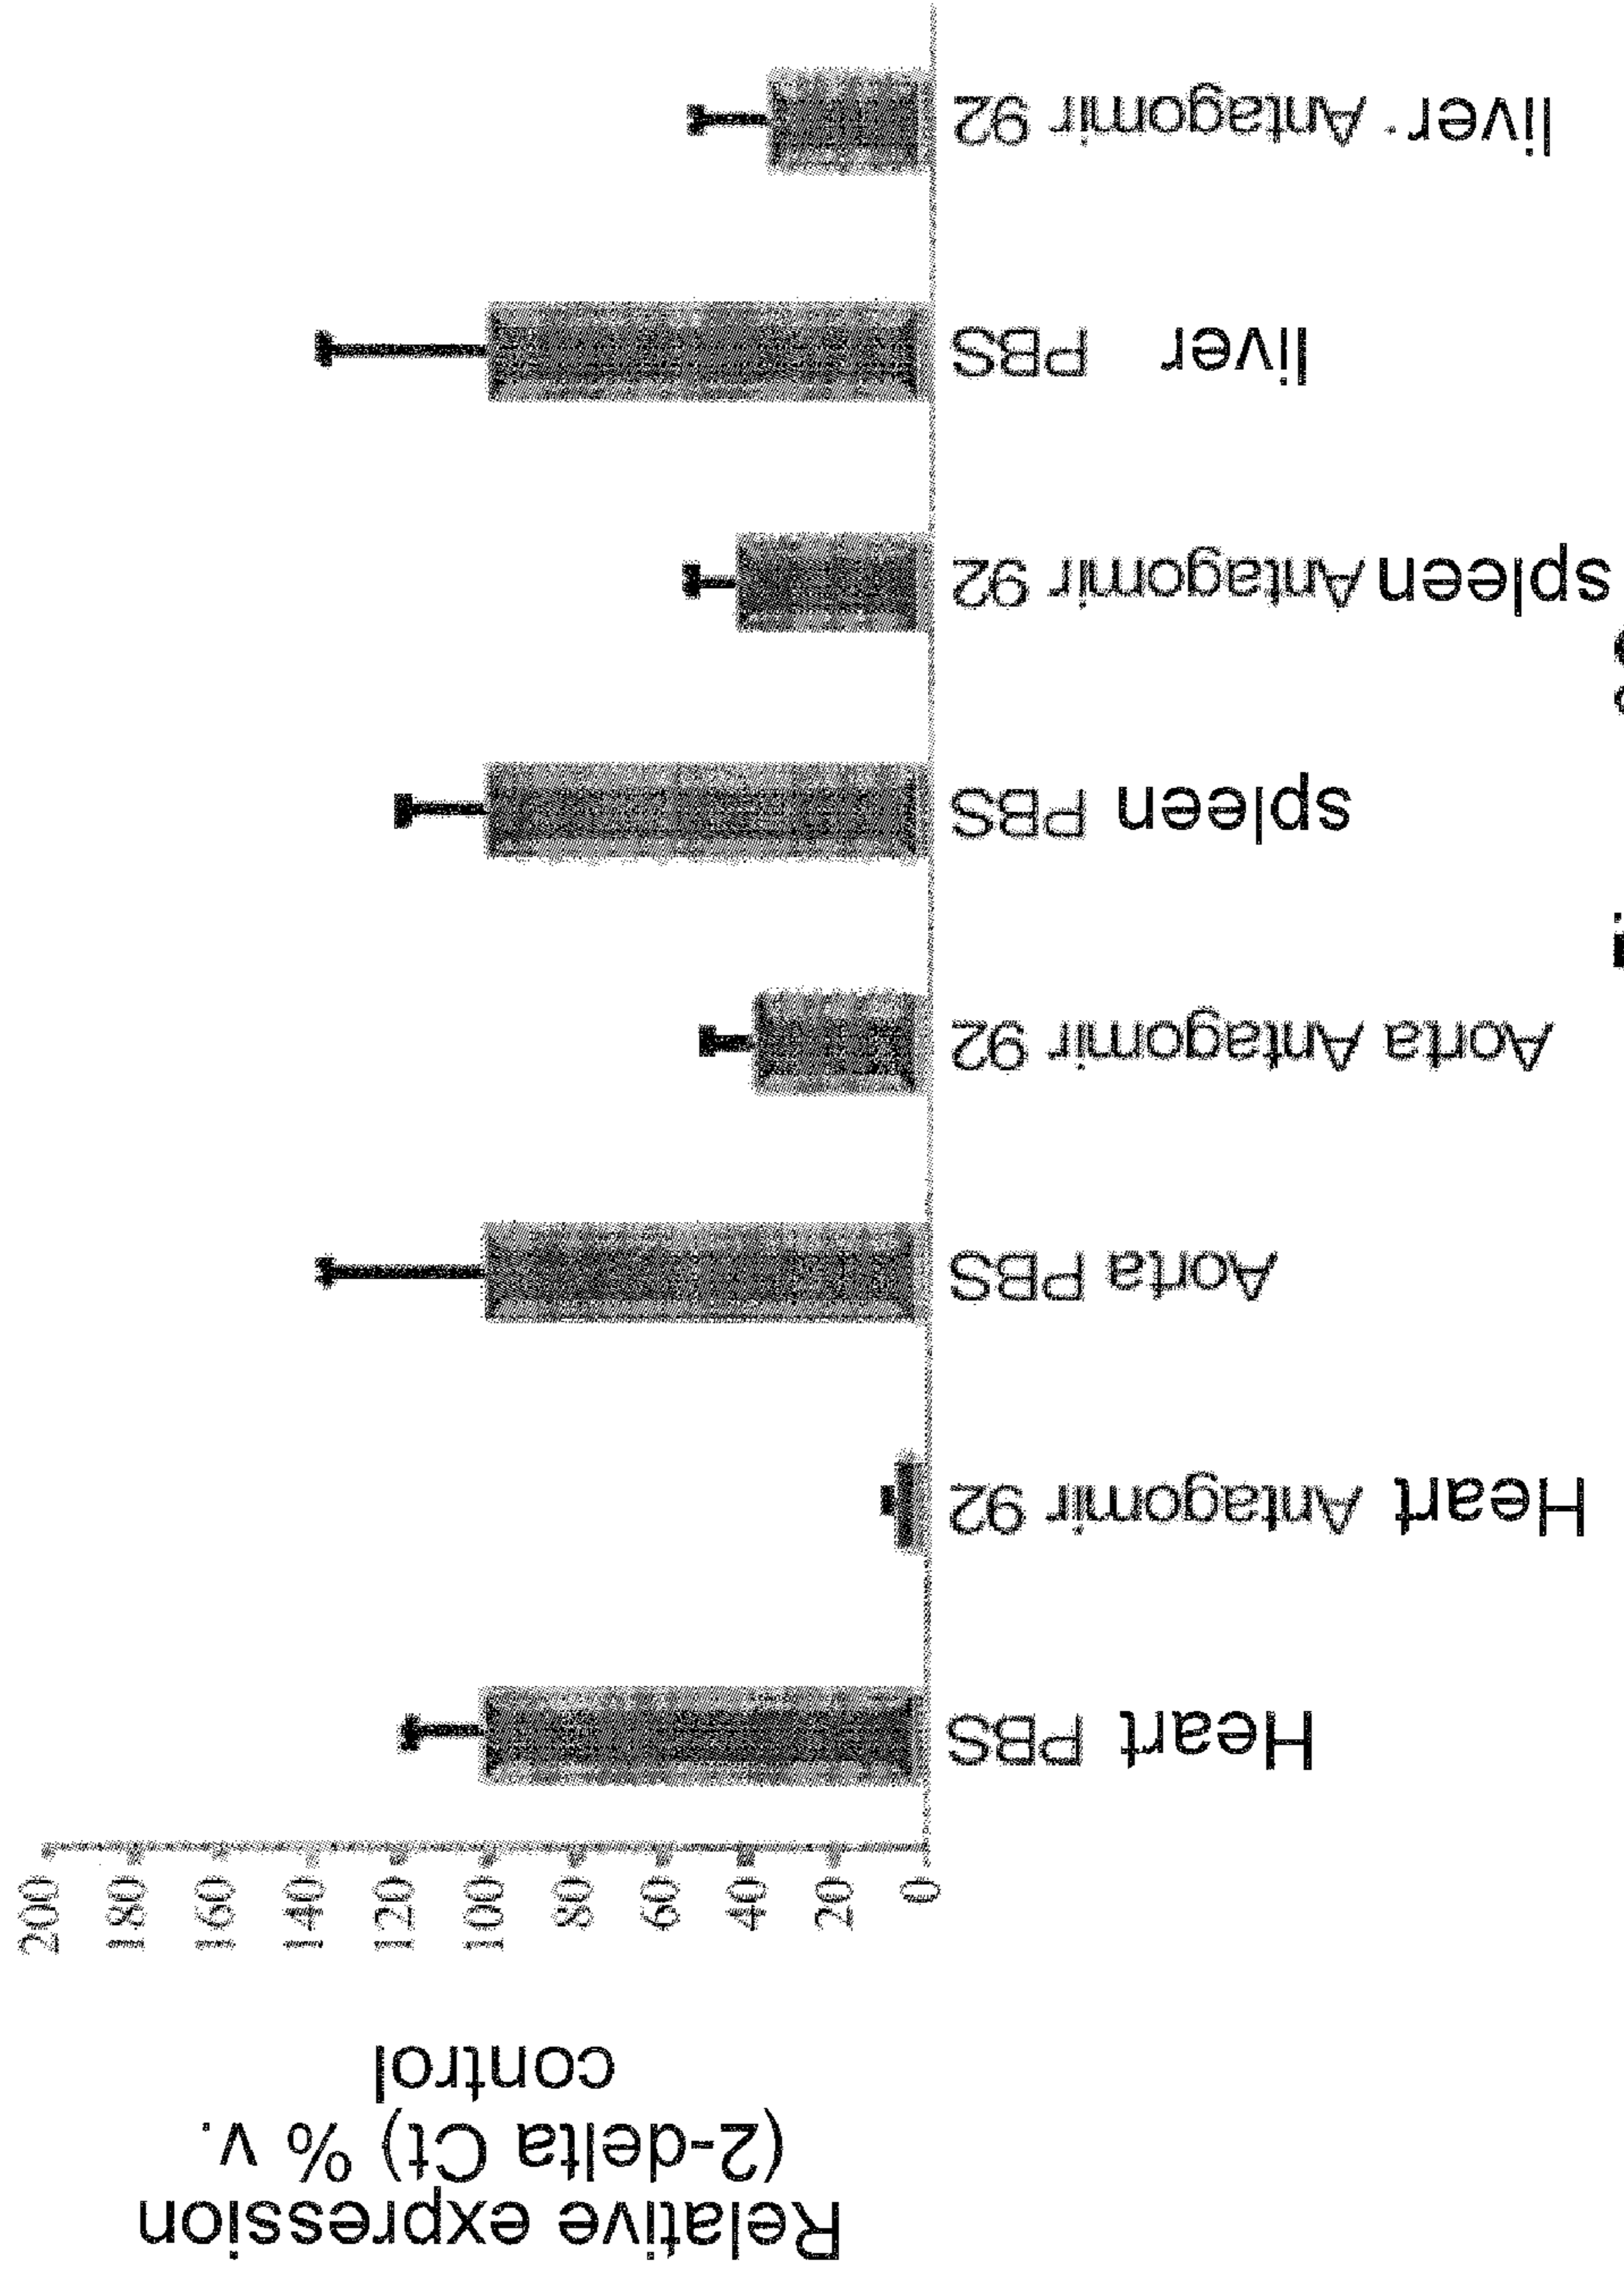 Relative expression
(2-delta Ct) % v.
control
200
180
160
140
120
100
80
60
40
20
0
Heart PBS
Heart Antagomir 92
Aorta PBS
Aorta Antagomir 92
spleen PBS
spleen Antagomir 92
liver PBS
liver Antagomir 92